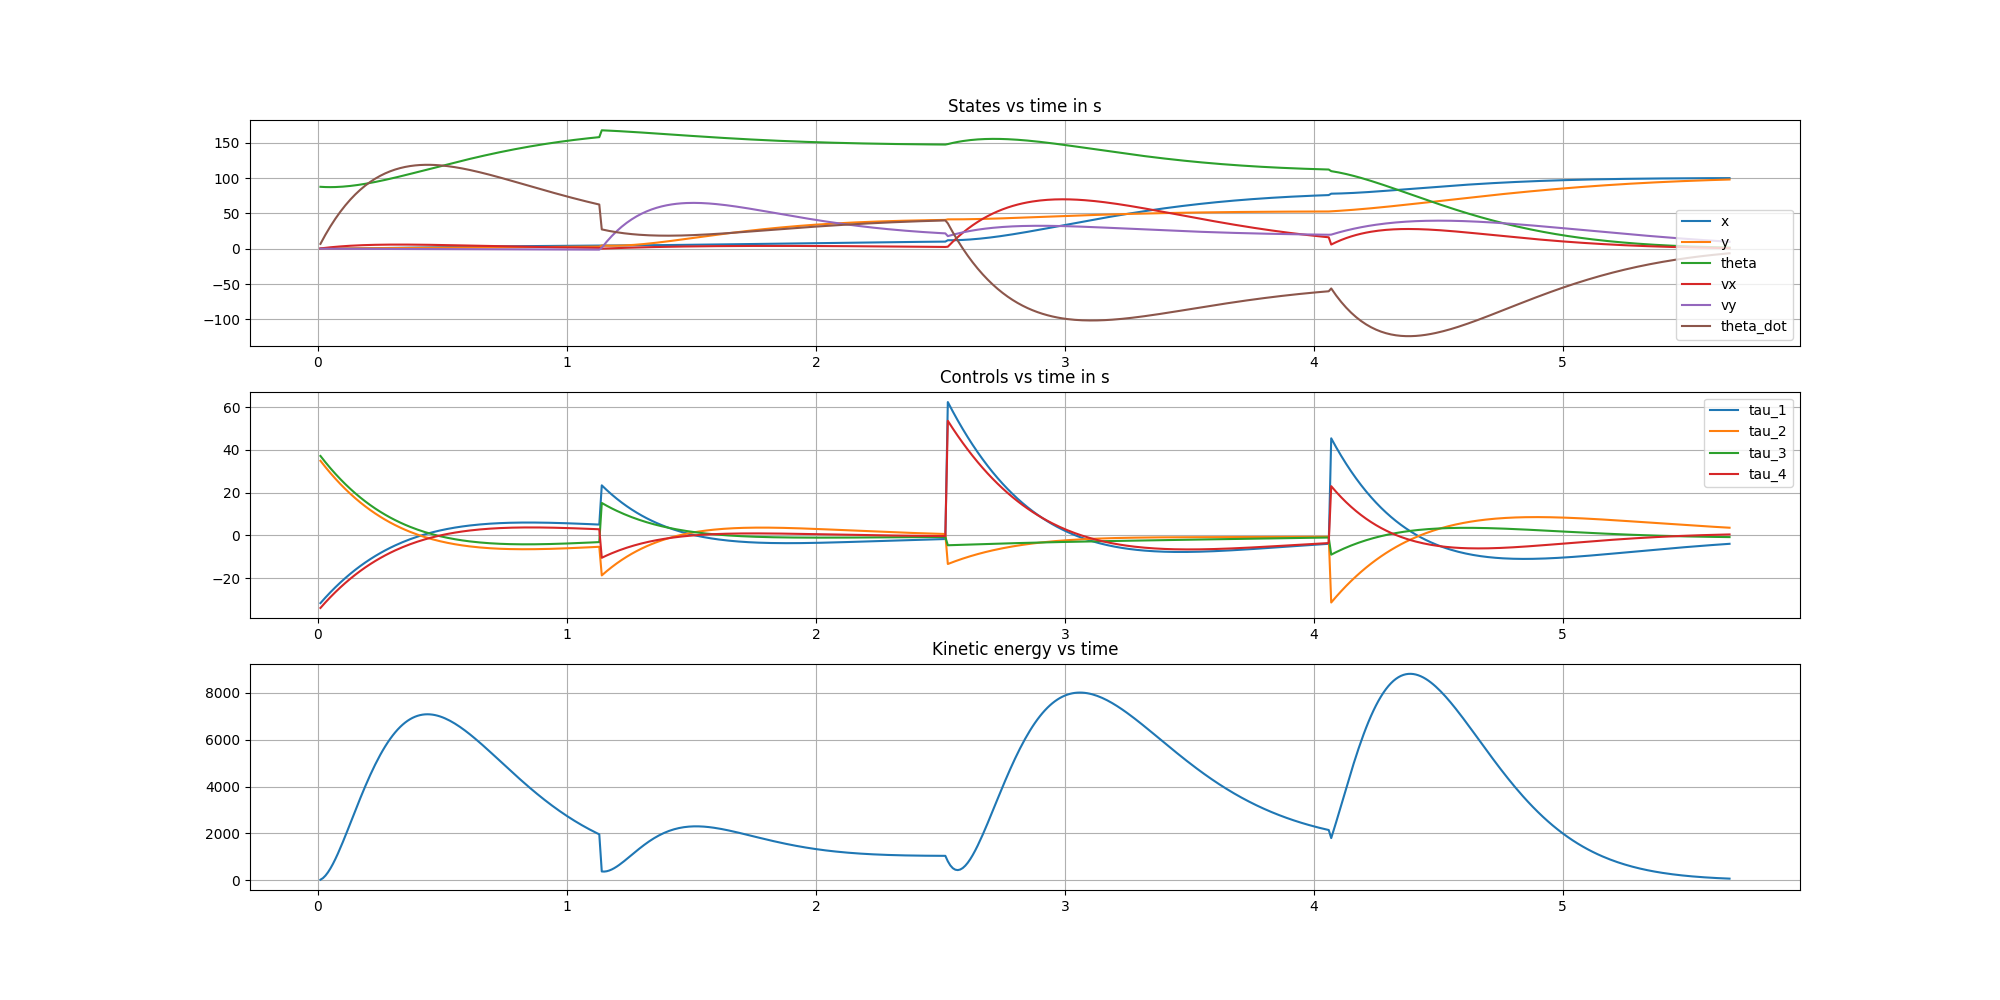 States vs time in s
150
100
50
0
−50
−100
x
y
theta
vx
vy
theta_dot
0 1 2 3 4 5
Controls vs time in s
60
40
20
0
−20
tau_1
tau_2
tau_3
tau_4
0 1 2 3 4 5
Kinetic energy vs time
8000
6000
4000
2000
0
0 1 2 3 4 5